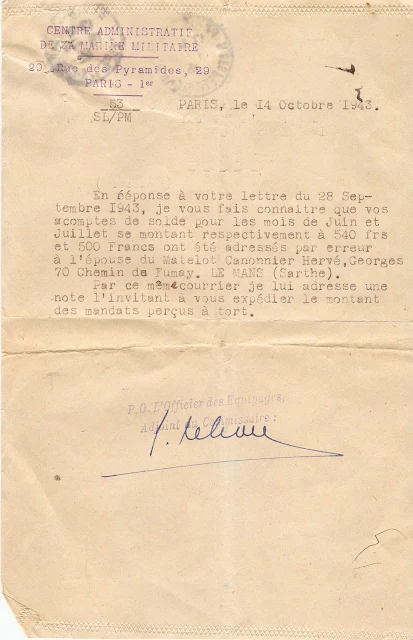 CENTRE ADMINISTRATIF
DE LA MARINE MILITAIRE
29, Rue des Pyramides, 29
PARIS - 1er
53
SL/PM
PARIS, le 14 Octobre 1943.
En réponse à votre lettre du 28 Sep-
tembre 1943, je vous fais connaitre que vos
acomptes de solde pour les mois de Juin et
Juillet se montant respectivement à 540 frs
et 500 Francs ont été adressés par erreur
à l'épouse du Matelot Canonnier Hervé,Georges
70 Chemin de Fumay. LE MANS (Sarthe).
Par ce même courrier je lui adresse une
note l'invitant à vous expédier le montant
des mandats perçus à tort.
P.O. L'Officier des Equipages,
Adjoint du Commissaire :